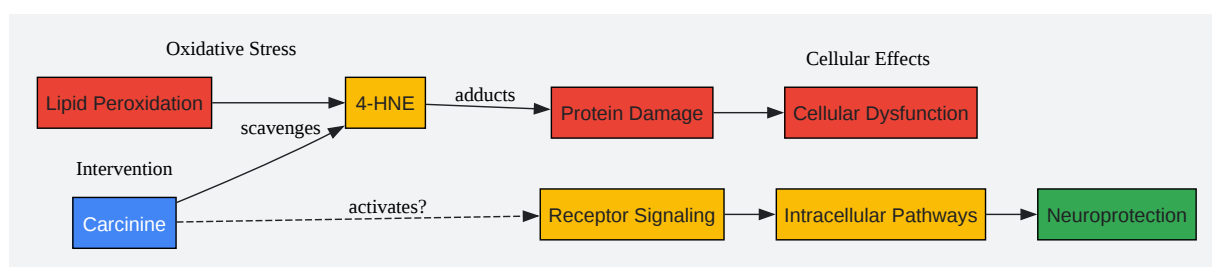 Oxidative Stress
Cellular Effects
Lipid Peroxidation
4-HNE
adducts
Protein Damage
Cellular Dysfunction
scavenges
Intervention
Carcinine
activates?
Receptor Signaling
Intracellular Pathways
Neuroprotection